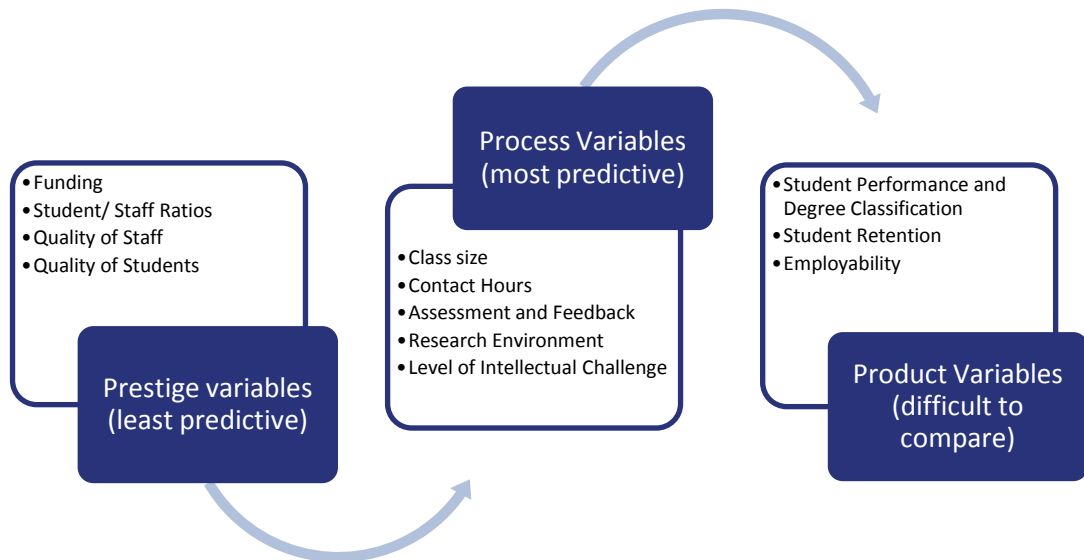 •Funding
•Student/ Staff Ratios
•Quality of Staff
•Quality of Students
Prestige variables
(least predictive)
Process Variables
(most predictive)
•Class size
•Contact Hours
•Assessment and Feedback
•Research Environment
•Level of Intellectual Challenge
•Student Performance and
Degree Classification
•Student Retention
•Employability
Product Variables
(difficult to
compare)